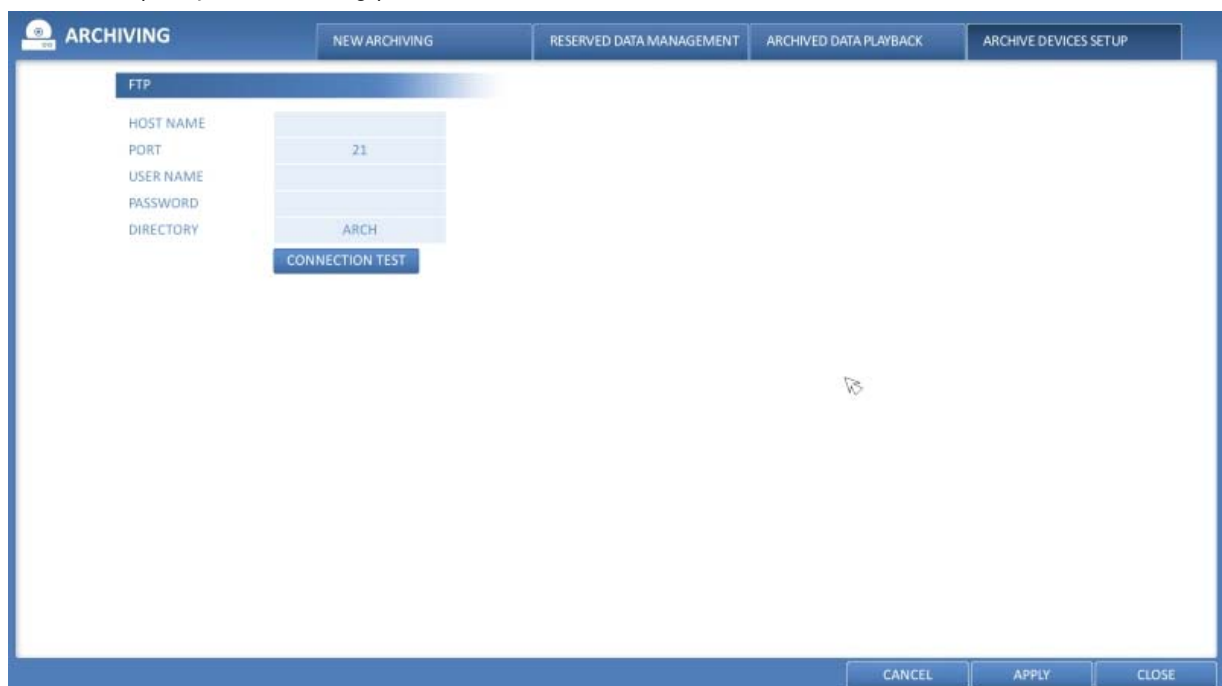 ARCHIVING
NEW ARCHIVING
RESERVED DATA MANAGEMENT
ARCHIVED DATA PLAYBACK
ARCHIVE DEVICES SETUP
FTP
HOST NAME
PORT 21
USER NAME
PASSWORD
DIRECTORY ARCH
CONNECTION TEST
CANCEL APPLY CLOSE